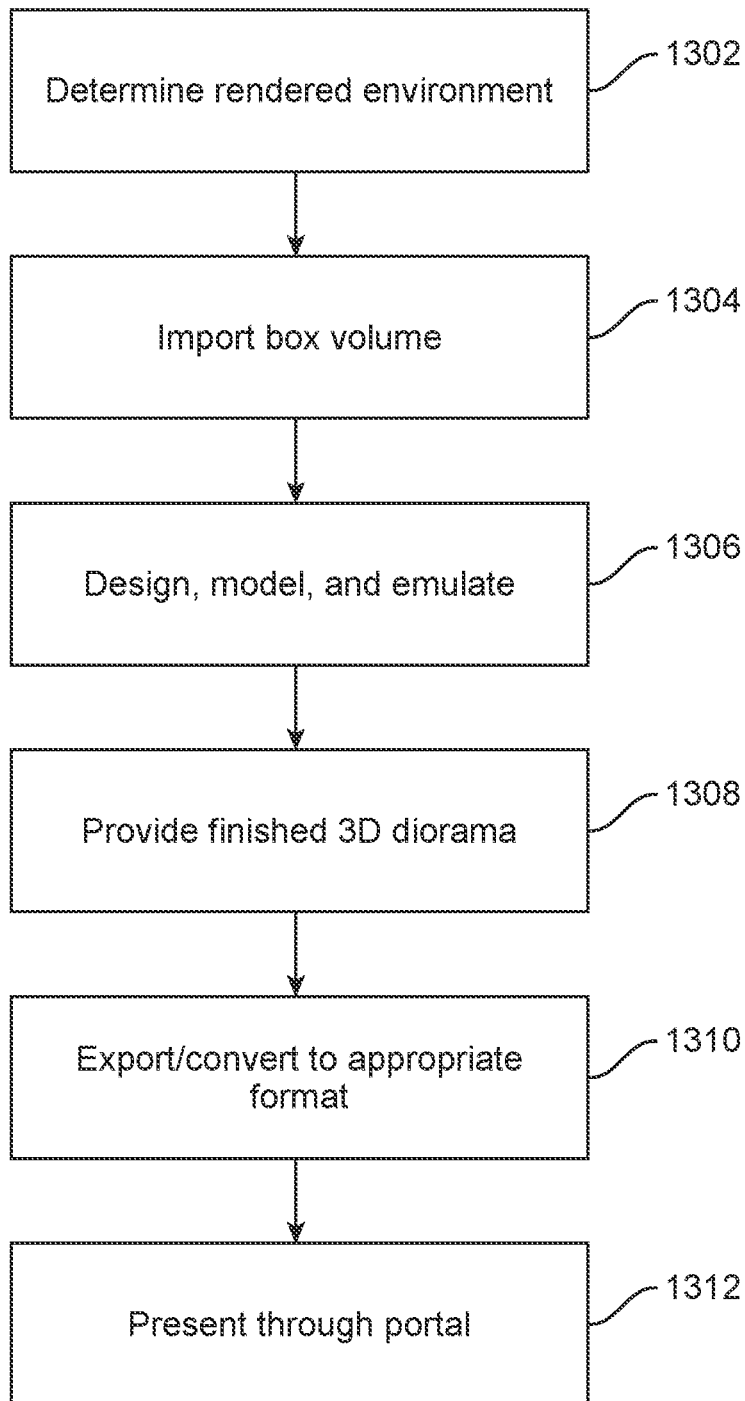 Determine rendered environment
1302
Import box volume
1304
Design, model, and emulate
1306
Provide finished 3D diorama
1308
Export/convert to appropriate
format
1310
Present through portal
1312